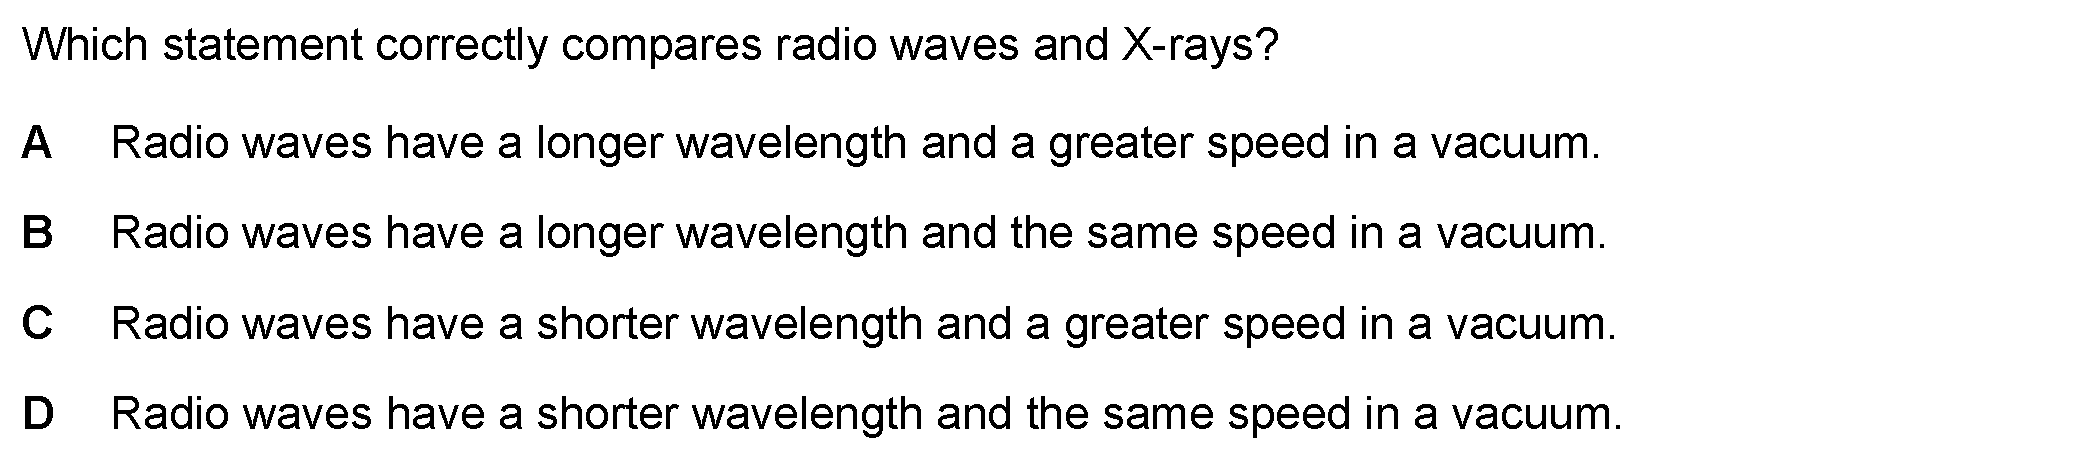 Which statement correctly compares radio waves and X-rays?
A Radio waves have a longer wavelength and a greater speed in a vacuum.
B Radio waves have a longer wavelength and the same speed in a vacuum.
C Radio waves have a shorter wavelength and a greater speed in a vacuum.
D Radio waves have a shorter wavelength and the same speed in a vacuum.